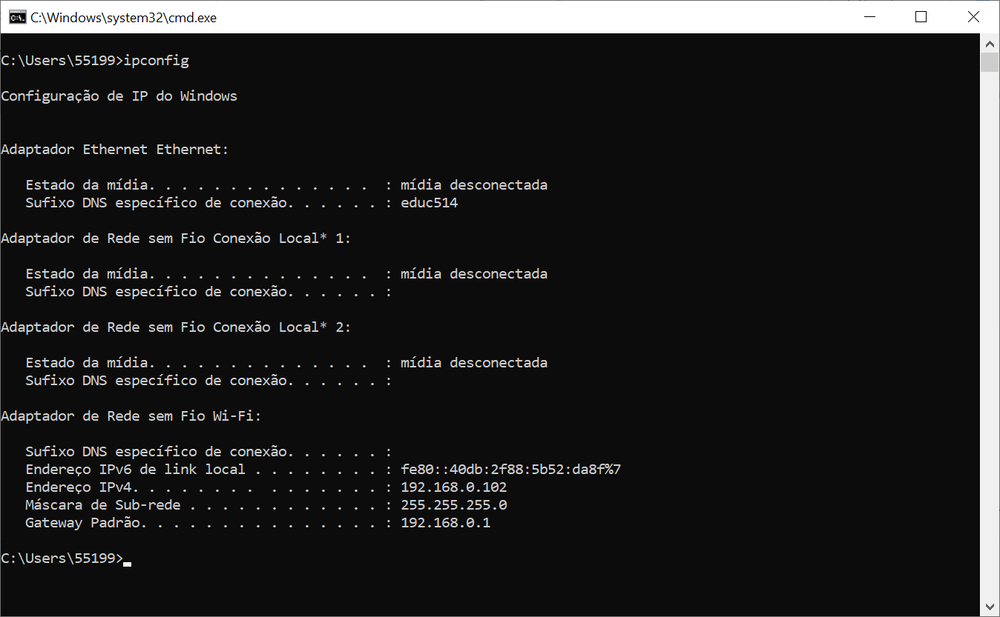 C:\Windows\system32\cmd.exe
C:\Users\55199>ipconfig
Configuração de IP do Windows
Adaptador Ethernet Ethernet:
   Estado da mídia. . . . . . . . . . . . . .  : mídia desconectada
   Sufixo DNS específico de conexão. . . . . . : educ514
Adaptador de Rede sem Fio Conexão Local* 1:
   Estado da mídia. . . . . . . . . . . . . .  : mídia desconectada
   Sufixo DNS específico de conexão. . . . . . :
Adaptador de Rede sem Fio Conexão Local* 2:
   Estado da mídia. . . . . . . . . . . . . .  : mídia desconectada
   Sufixo DNS específico de conexão. . . . . . :
Adaptador de Rede sem Fio Wi-Fi:
   Sufixo DNS específico de conexão. . . . . . :
   Endereço IPv6 de link local . . . . . . . . : fe80::40db:2f88:5b52:da8f%7
   Endereço IPv4. . . . . . . .  . . . . . . . : 192.168.0.102
   Máscara de Sub-rede . . . . . . . . . . . . : 255.255.255.0
   Gateway Padrão. . . . . . . . . . . . . . . : 192.168.0.1
C:\Users\55199>